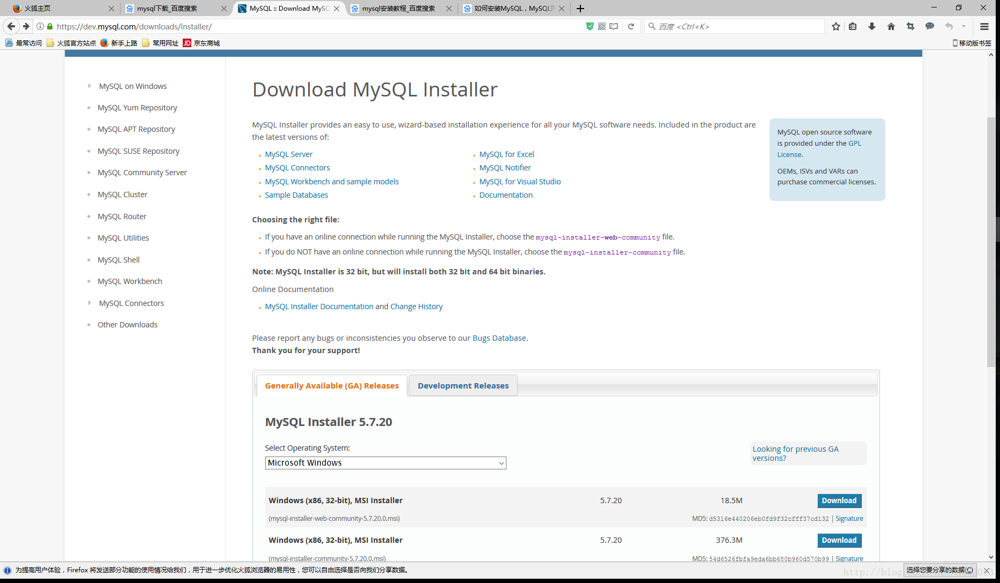 火狐主页
mysql下载_百度搜索
MySQL :: Download MySQ
mysql安装教程_百度搜索
如何安装MySQL，MySQL
https://dev.mysql.com/downloads/installer/
百度 <Ctrl+K>
最常访问 火狐官方站点 新手上路 常用网址 JD 京东商城
移动版书签
MySQL on Windows
MySQL Yum Repository
MySQL APT Repository
MySQL SUSE Repository
MySQL Community Server
MySQL Cluster
MySQL Router
MySQL Utilities
MySQL Shell
MySQL Workbench
MySQL Connectors
Other Downloads
Download MySQL Installer
MySQL Installer provides an easy to use, wizard-based installation experience for all your MySQL software needs. Included in the product are
the latest versions of:
MySQL Server
MySQL Connectors
MySQL Workbench and sample models
Sample Databases
MySQL for Excel
MySQL Notifier
MySQL for Visual Studio
Documentation
MySQL open source software
is provided under the GPL
License.
OEMs, ISVs and VARs can
purchase commercial licenses.
Choosing the right file:
If you have an online connection while running the MySQL Installer, choose the mysql-installer-web-community file.
If you do NOT have an online connection while running the MySQL Installer, choose the mysql-installer-community file.
Note: MySQL Installer is 32 bit, but will install both 32 bit and 64 bit binaries.
Online Documentation
MySQL Installer Documentation and Change History
Please report any bugs or inconsistencies you observe to our Bugs Database.
Thank you for your support!
Generally Available (GA) Releases
Development Releases
MySQL Installer 5.7.20
Select Operating System:
Microsoft Windows
Looking for previous GA
versions?
Windows (x86, 32-bit), MSI Installer 5.7.20 18.5M Download
(mysql-installer-web-community-5.7.20.0.msi) MD5: d5316e440206eb0fd9f32cfff37cd132 | Signature
Windows (x86, 32-bit), MSI Installer 5.7.20 376.3M Download
(mysql-installer-community-5.7.20.0.msi) MD5: 54d6526fbfa9eda6bb680b960d570b99 | Signature
为提高用户体验，Firefox 将发送部分功能的使用情况给我们，用于进一步优化火狐浏览器的易用性，您可以自由选择是否向我们分享数据。
选择您要分享的数据(C)